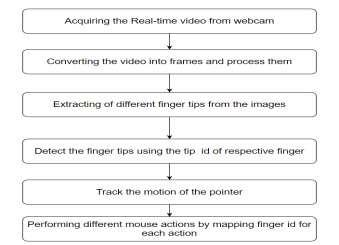 Acquiring the Real-time video from webcam
Converting the video into frames and process them
Extracting of different finger tips from the images
Detect the finger tips using the tip id of respective finger
Track the motion of the pointer
Performing different mouse actions by mapping finger id for
each action